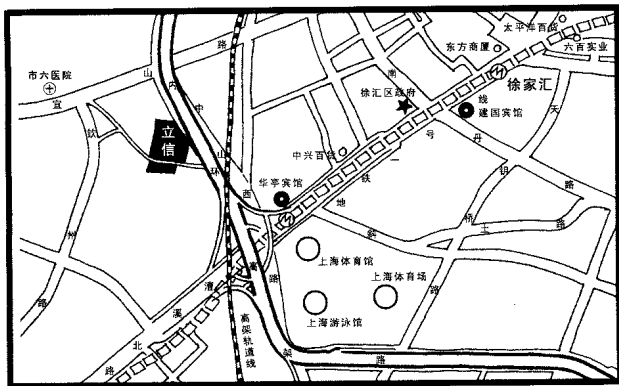 太平洋百货
东方商厦
六百实业
市六医院
宜山路
内中山环西路
南丹路
徐汇区政府
徐家汇
线
建国宾馆
天钥桥路
钦州北路
立信
中兴百货
一号
地铁
华亭宾馆
斜土路
上海体育馆
上海体育场
上海游泳馆
漕溪路
高架路
高架轨道线